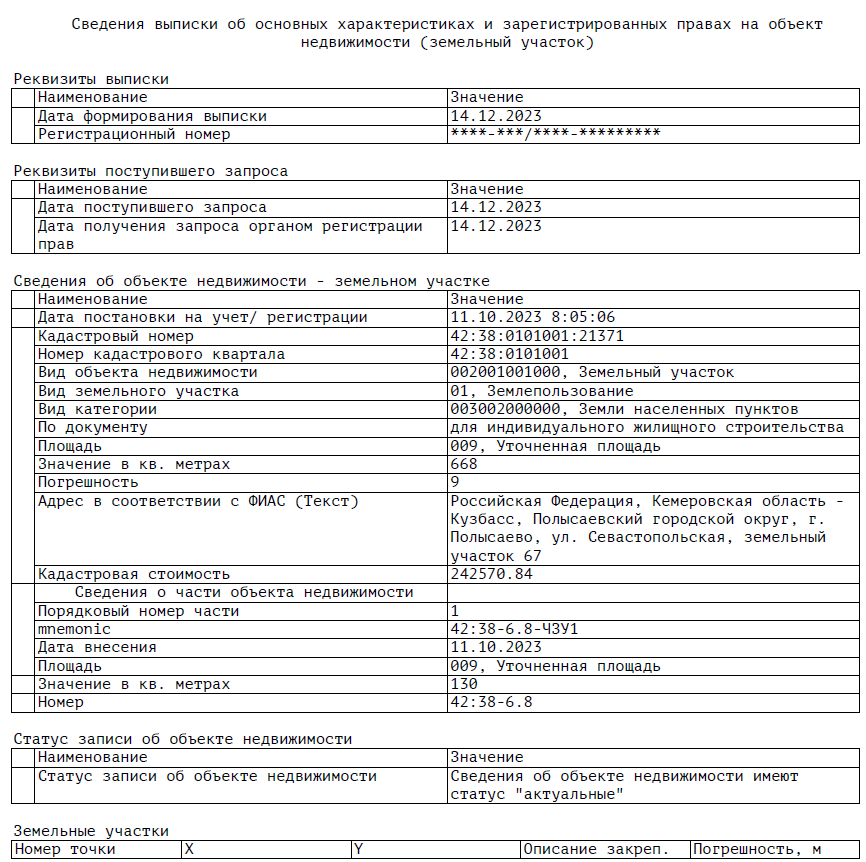 Сведения выписки об основных характеристиках и зарегистрированных правах на объект
недвижимости (земельный участок)
Реквизиты выписки
Наименование Значение
Дата формирования выписки 14.12.2023
Регистрационный номер ****-***/****-*********
Реквизиты поступившего запроса
Наименование Значение
Дата поступившего запроса 14.12.2023
Дата получения запроса органом регистрации 14.12.2023
прав
Сведения об объекте недвижимости - земельном участке
Наименование Значение
Дата постановки на учет/ регистрации 11.10.2023 8:05:06
Кадастровый номер 42:38:0101001:21371
Номер кадастрового квартала 42:38:0101001
Вид объекта недвижимости 002001001000, Земельный участок
Вид земельного участка 01, Землепользование
Вид категории 003002000000, Земли населенных пунктов
По документу для индивидуального жилищного строительства
Площадь 009, Уточненная площадь
Значение в кв. метрах 668
Погрешность 9
Адрес в соответствии с ФИАС (Текст) Российская Федерация, Кемеровская область -
Кузбасс, Полысаевский городской округ, г.
Полысаево, ул. Севастопольская, земельный
участок 67
Кадастровая стоимость 242570.84
Сведения о части объекта недвижимости
Порядковый номер части 1
mnemonic 42:38-6.8-ЧЗУ1
Дата внесения 11.10.2023
Площадь 009, Уточненная площадь
Значение в кв. метрах 130
Номер 42:38-6.8
Статус записи об объекте недвижимости
Наименование Значение
Статус записи об объекте недвижимости Сведения об объекте недвижимости имеют
статус "актуальные"
Земельные участки
Номер точки X Y Описание закреп. Погрешность, м